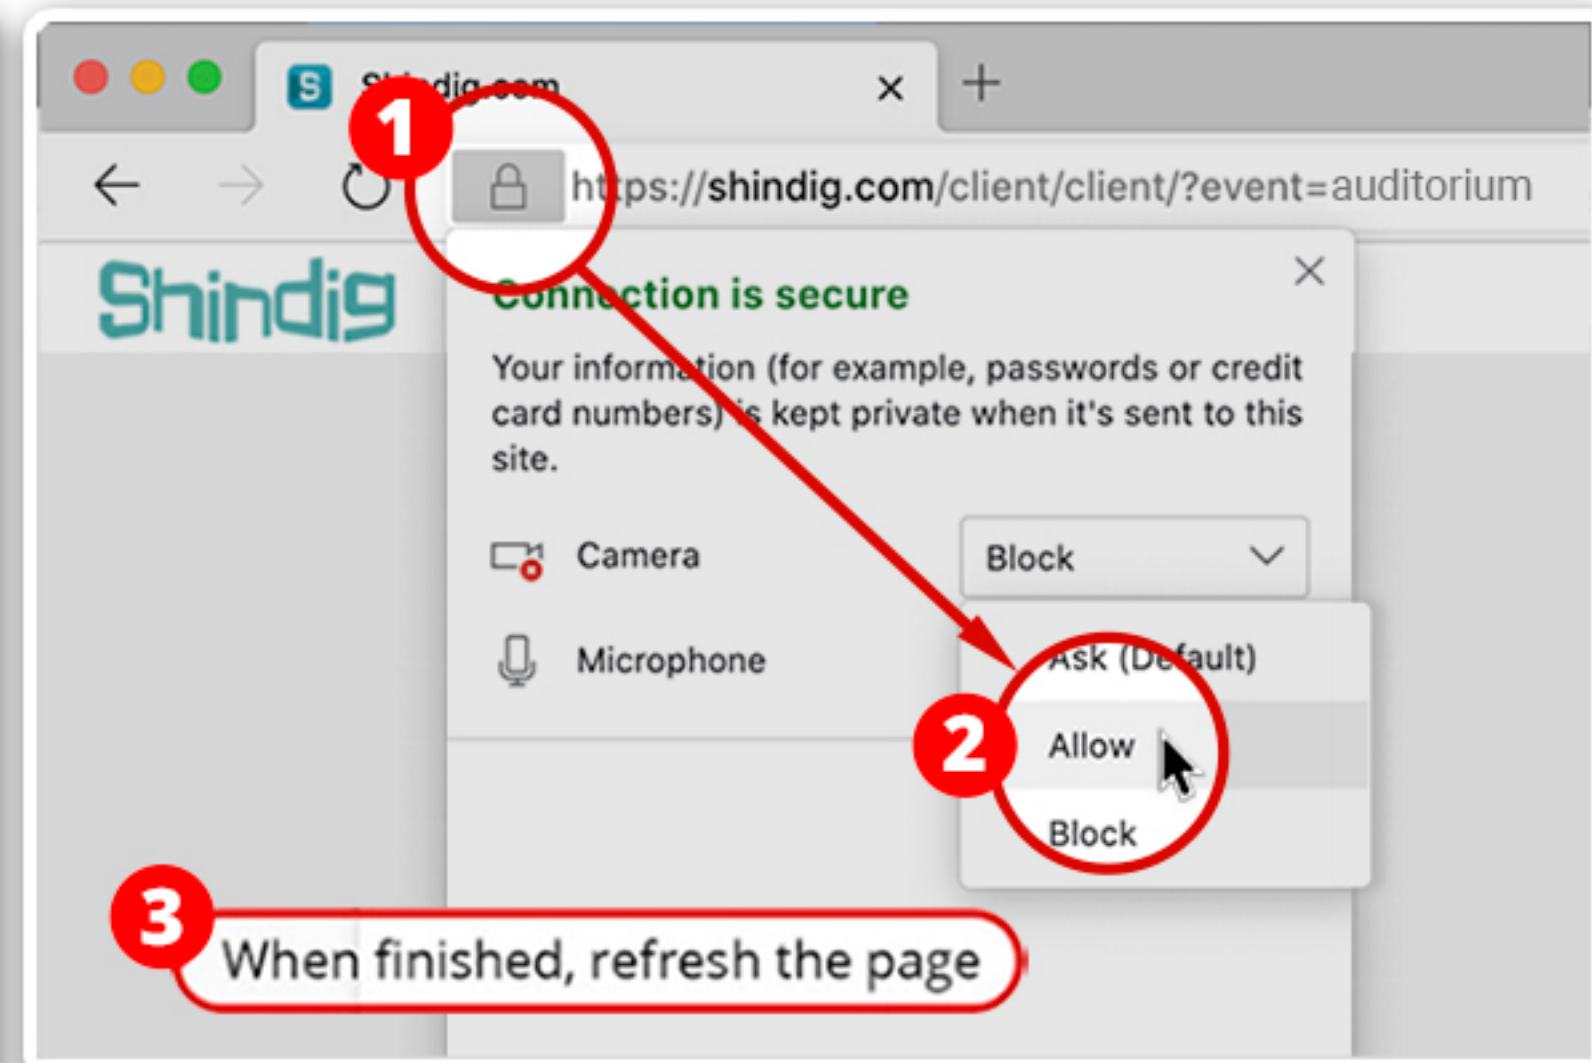 Shindig.com
1
https://shindig.com/client/client/?event=auditorium
Shindig
Connection is secure
Your information (for example, passwords or credit
card numbers) is kept private when it's sent to this
site.
Camera
Block
Microphone
Ask (Default)
2
Allow
Block
3
When finished, refresh the page